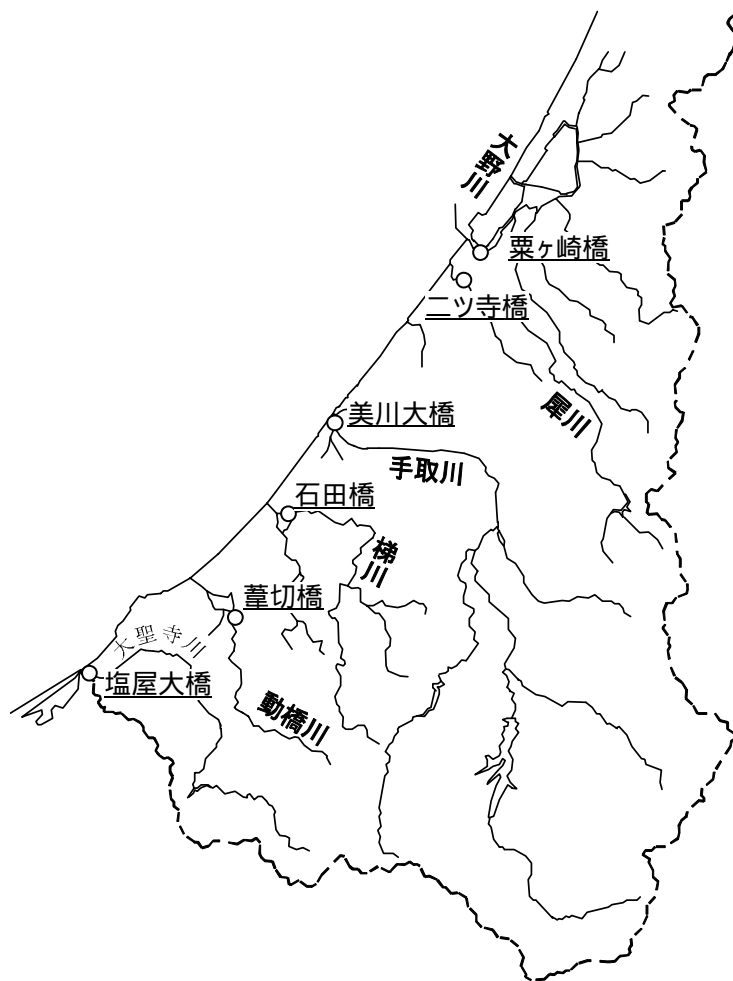 大野川
粟ヶ崎橋
二ツ寺橋
犀川
美川大橋
手取川
石田橋
梯川
葦切橋
大聖寺川
塩屋大橋
動橋川